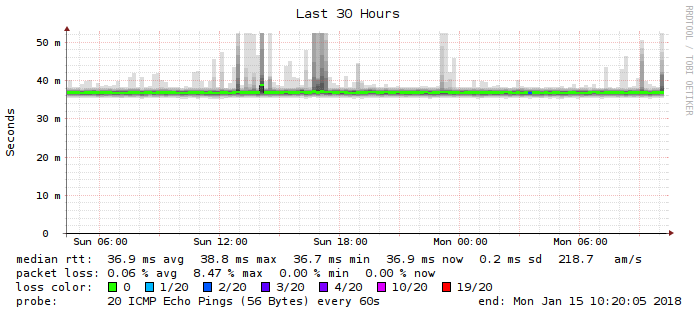 Last 30 Hours
RRDTOOL / TOBI OETIKER
Seconds
50 m
40 m
30 m
20 m
10 m
0
Sun 06:00 Sun 12:00 Sun 18:00 Mon 00:00 Mon 06:00
median rtt: 36.9 ms avg 38.8 ms max 36.7 ms min 36.9 ms now 0.2 ms sd 218.7 am/s
packet loss: 0.06 % avg 8.47 % max 0.00 % min 0.00 % now
loss color: 0 1/20 2/20 3/20 4/20 10/20 19/20
probe: 20 ICMP Echo Pings (56 Bytes) every 60s end: Mon Jan 15 10:20:05 2018